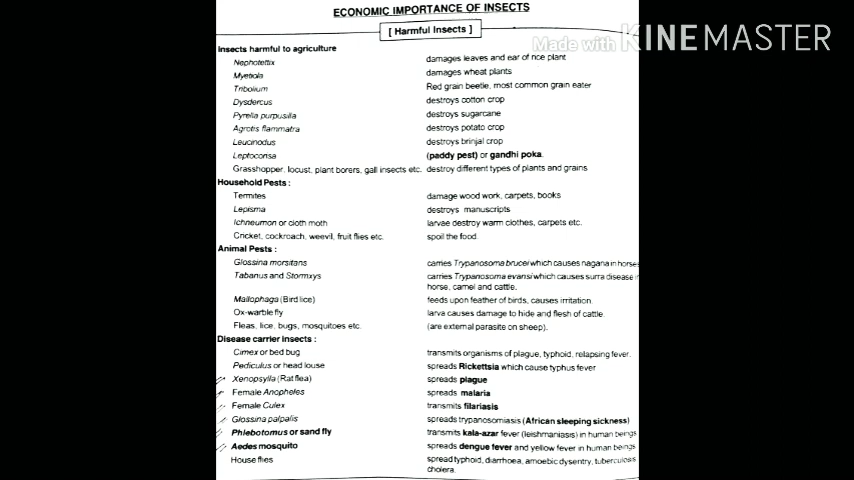 ECONOMIC IMPORTANCE OF INSECTS
[ Harmful Insects ]
Made with KINEMASTER
Insects harmful to agriculture
Nephotettix damages leaves and ear of rice plant
Myetiola damages wheat plants
Tribolium Red grain beetle, most common grain eater
Dysdercus destroys cotton crop
Pyrella purpusilla destroys sugarcane
Agrotis flammatra destroys potato crop
Leucinodus destroys brinjal crop
Leptoconsa (paddy pest) or gandhi poka.
Grasshopper, locust, plant borers, gall insects etc. destroy different types of plants and grains
Household Pests :
Termites damage wood work, carpets, books
Lepisma destroys manuscripts
Ichneumon or cloth moth larvae destroy warm clothes, carpets etc.
Cricket, cockroach, weevil, fruit flies etc. spoil the food.
Animal Pests :
Glossina morsitans carries Trypanosoma brucei which causes nagana in horses
Tabanus and Stormxys carries Trypanosoma evansi which causes surra disease in
horse, camel and cattle.
Mallophaga (Bird lice) feeds upon feather of birds, causes irritation.
Ox-warble fly larva causes damage to hide and flesh of cattle.
Fleas, lice, bugs, mosquitoes etc. (are external parasite on sheep).
Disease carrier insects :
Cimex or bed bug transmits organisms of plague, typhoid, relapsing fever.
Pediculus or head louse spreads Rickettsia which cause typhus fever
Xenopsylla (Rat flea) spreads plague
Female Anopheles spreads malaria
Female Culex transmits filariasis
Glossina palpalis spreads trypanosomiasis (African sleeping sickness)
Phlebotomus or sand fly transmits kala-azar fever (leishmaniasis) in human beings
Aedes mosquito spreads dengue fever and yellow fever in human beings
House flies spread typhoid, diarrhoea, amoebic dysentry, tuberculosis
cholera.